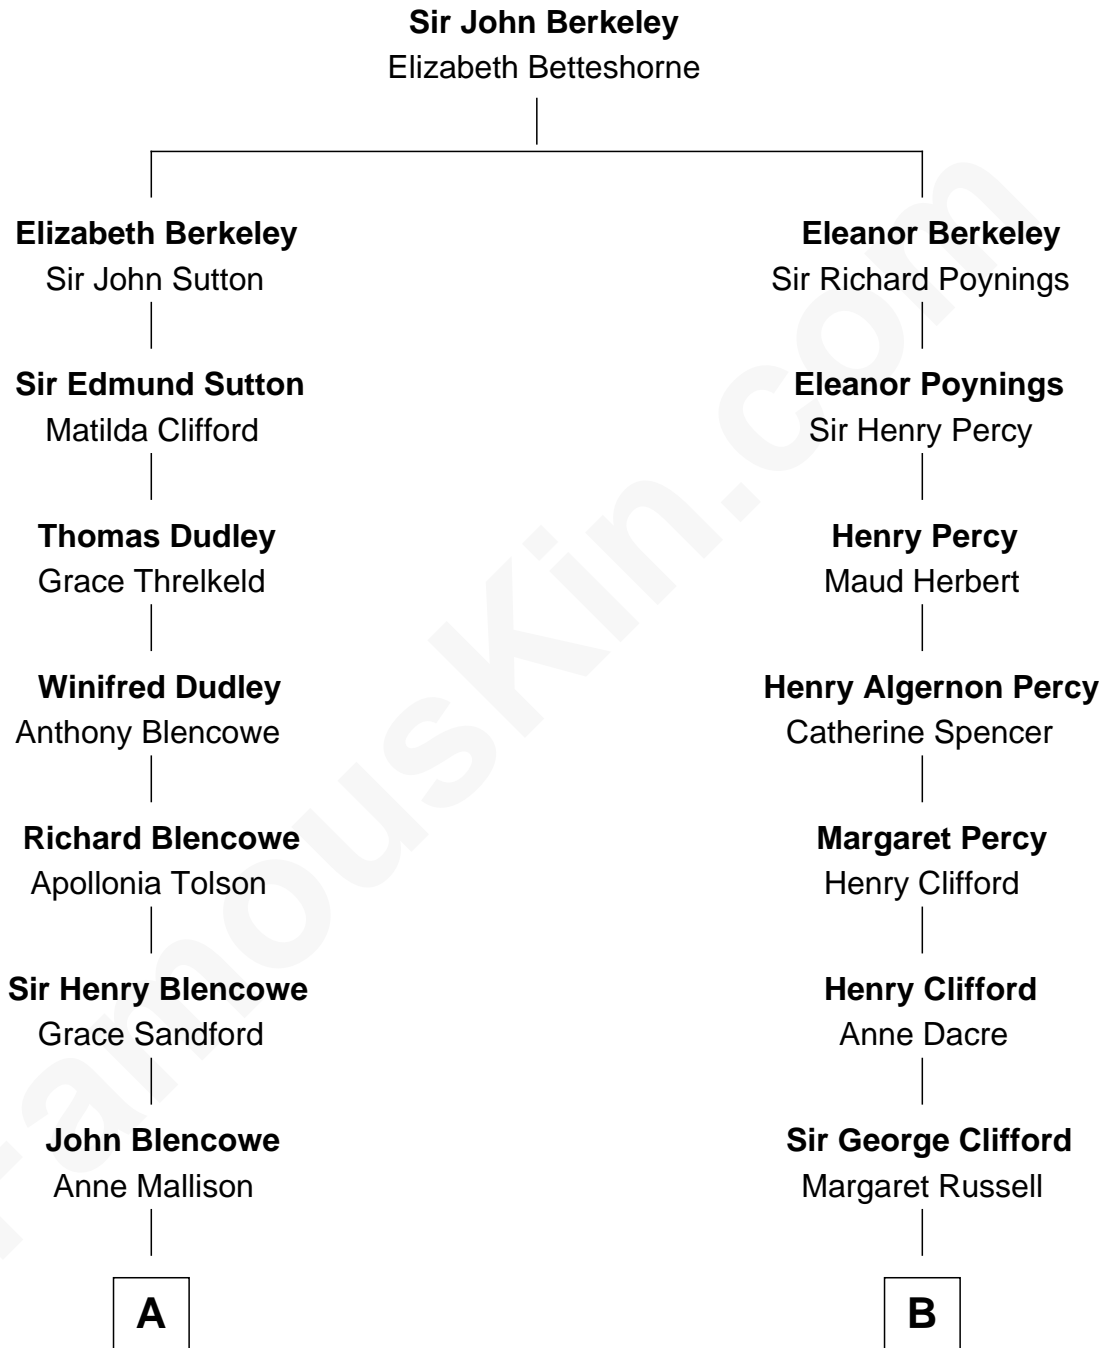 Sir John Berkeley
Elizabeth Betteshorne
Elizabeth Berkeley
Sir John Sutton
Eleanor Berkeley
Sir Richard Poynings
Sir Edmund Sutton
Matilda Clifford
Eleanor Poynings
Sir Henry Percy
Thomas Dudley
Grace Threlkeld
Henry Percy
Maud Herbert
Winifred Dudley
Anthony Blencowe
Henry Algernon Percy
Catherine Spencer
Richard Blencowe
Apollonia Tolson
Margaret Percy
Henry Clifford
Sir Henry Blencowe
Grace Sandford
Henry Clifford
Anne Dacre
John Blencowe
Anne Mallison
Sir George Clifford
Margaret Russell
A
B
FamousKin.com